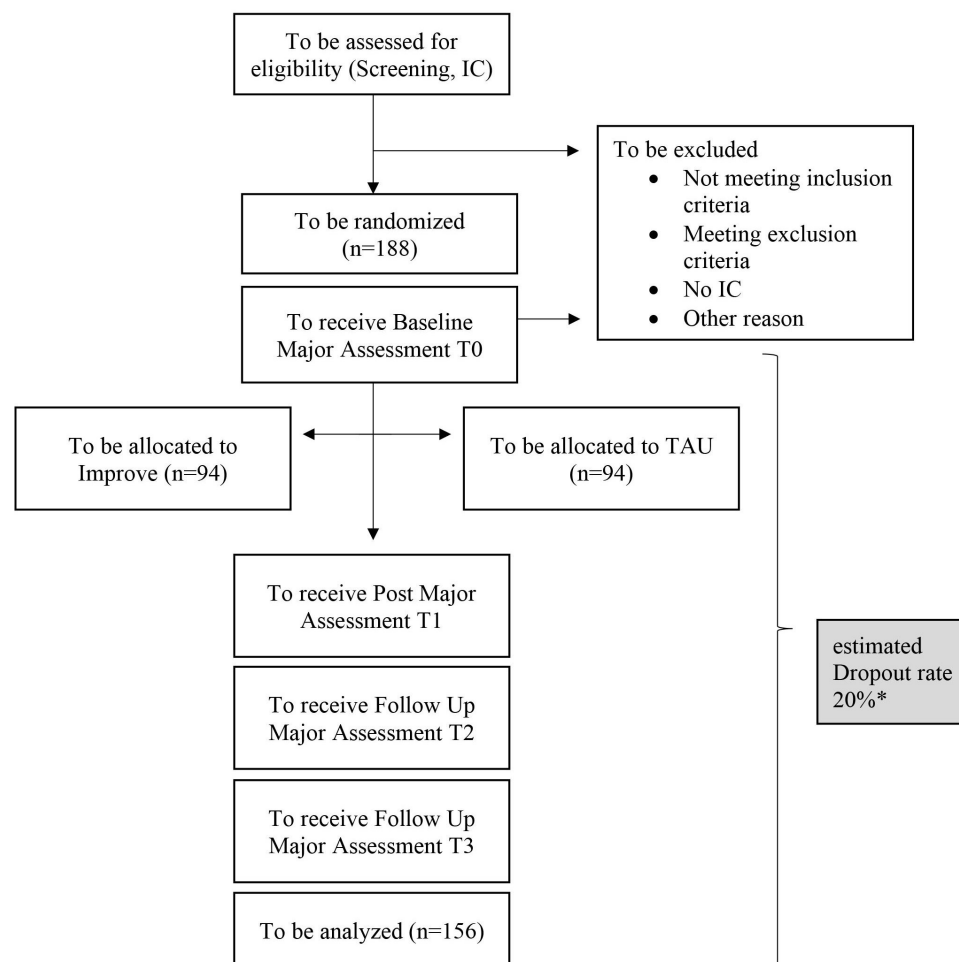 To be assessed for
eligibility (Screening, IC)
To be excluded
• Not meeting inclusion
criteria
• Meeting exclusion
criteria
• No IC
• Other reason
To be randomized
(n=188)
To receive Baseline
Major Assessment T0
To be allocated to
Improve (n=94)
To be allocated to TAU
(n=94)
To receive Post Major
Assessment T1
estimated
Dropout rate
20%*
To receive Follow Up
Major Assessment T2
To receive Follow Up
Major Assessment T3
To be analyzed (n=156)